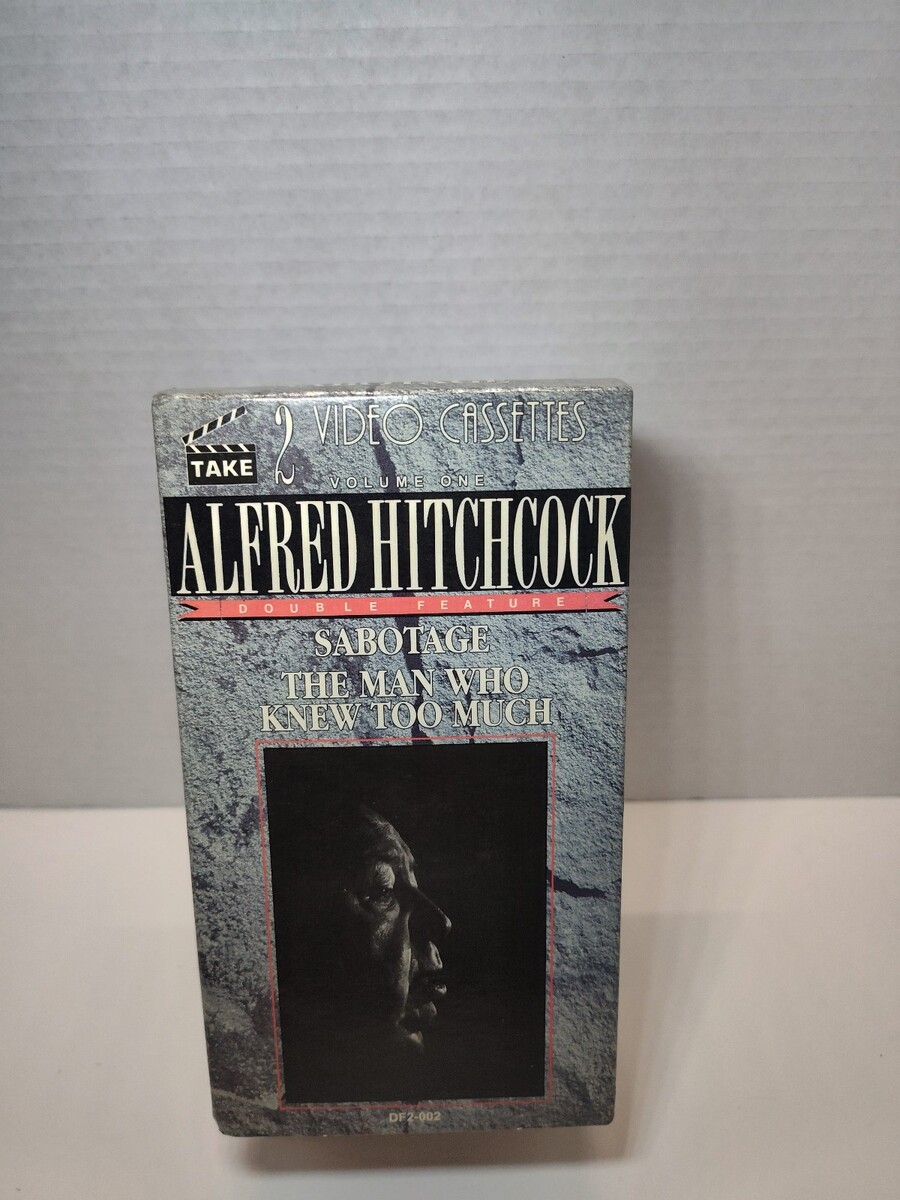 TAKE 2 VIDEO CASSETTES
VOLUME ONE
ALFRED HITCHCOCK
DOUBLE FEATURE
SABOTAGE
THE MAN WHO
KNEW TOO MUCH
DF2-002